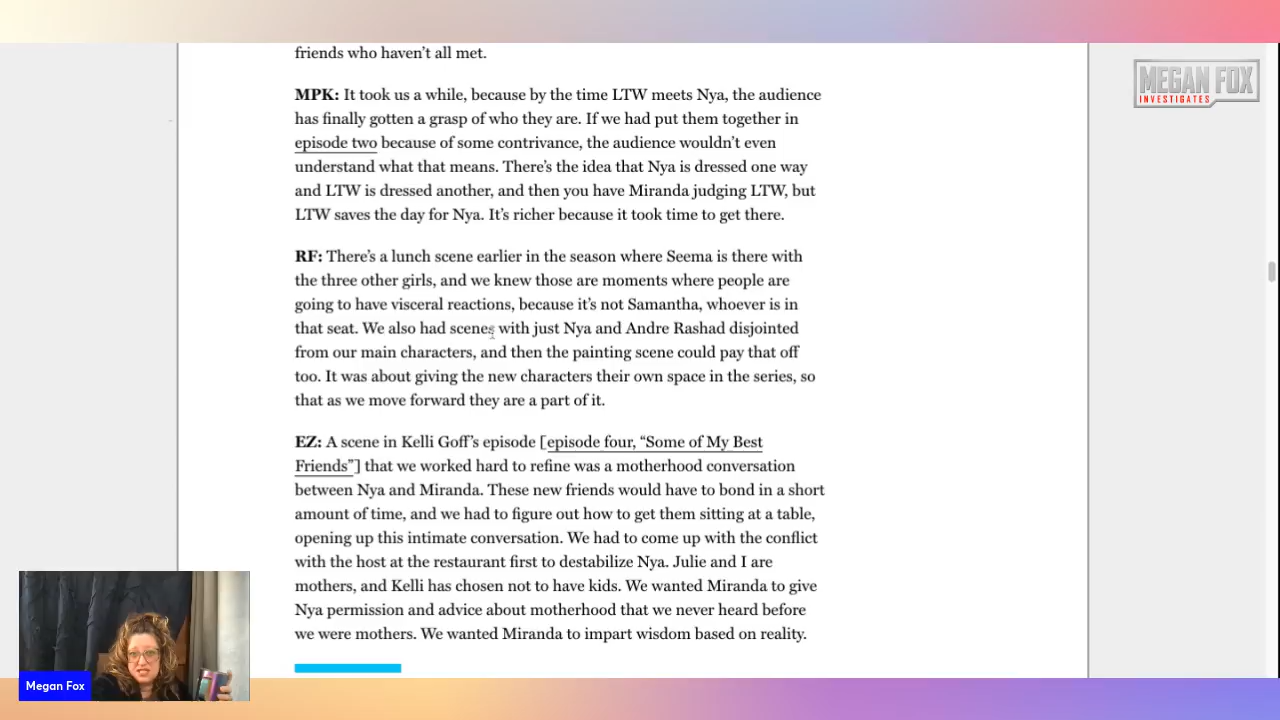 friends who haven’t all met.
MEGAN FOX
INVESTIGATES
MPK: It took us a while, because by the time LTW meets Nya, the audience
has finally gotten a grasp of who they are. If we had put them together in
episode two because of some contrivance, the audience wouldn’t even
understand what that means. There’s the idea that Nya is dressed one way
and LTW is dressed another, and then you have Miranda judging LTW, but
LTW saves the day for Nya. It’s richer because it took time to get there.
RF: There’s a lunch scene earlier in the season where Seema is there with
the three other girls, and we knew those are moments where people are
going to have visceral reactions, because it’s not Samantha, whoever is in
that seat. We also had scenes with just Nya and Andre Rashad disjointed
from our main characters, and then the painting scene could pay that off
too. It was about giving the new characters their own space in the series, so
that as we move forward they are a part of it.
EZ: A scene in Kelli Goff’s episode [episode four, “Some of My Best
Friends”] that we worked hard to refine was a motherhood conversation
between Nya and Miranda. These new friends would have to bond in a short
amount of time, and we had to figure out how to get them sitting at a table,
opening up this intimate conversation. We had to come up with the conflict
with the host at the restaurant first to destabilize Nya. Julie and I are
mothers, and Kelli has chosen not to have kids. We wanted Miranda to give
Nya permission and advice about motherhood that we never heard before
we were mothers. We wanted Miranda to impart wisdom based on reality.
Megan Fox